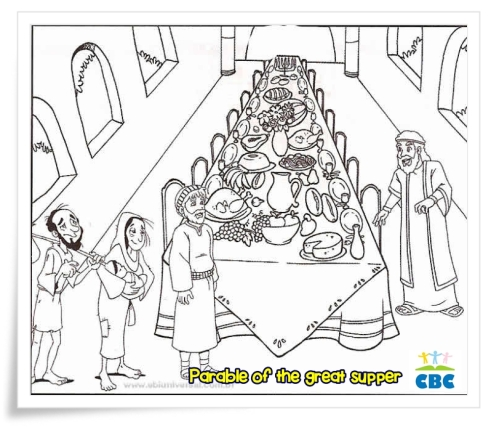 Parable of the great supper
CBC